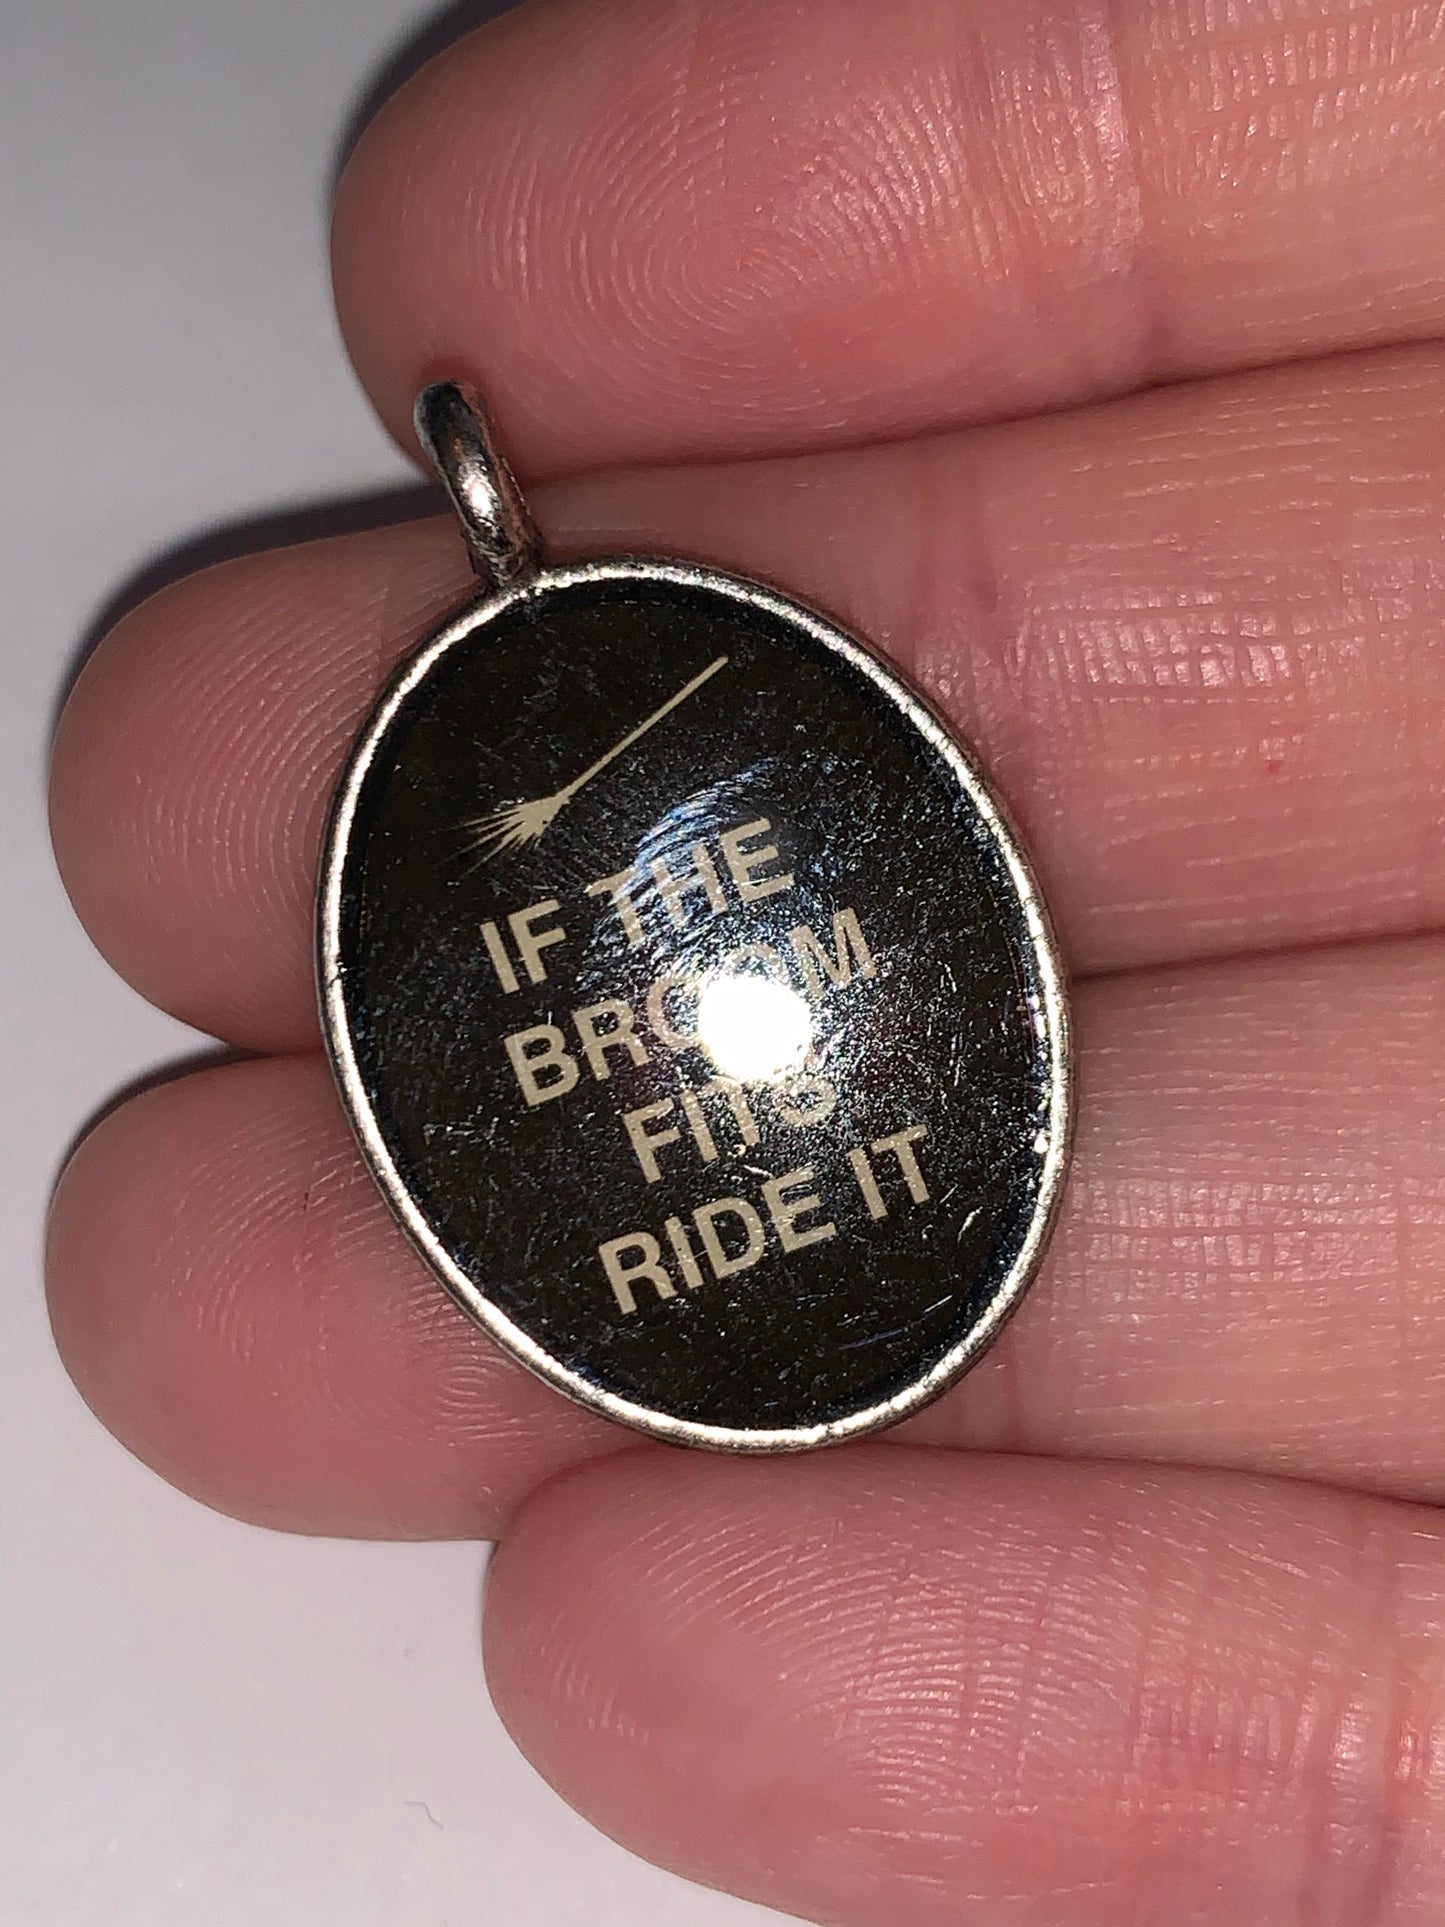 IF THE
BROOM
FITS
RIDE IT